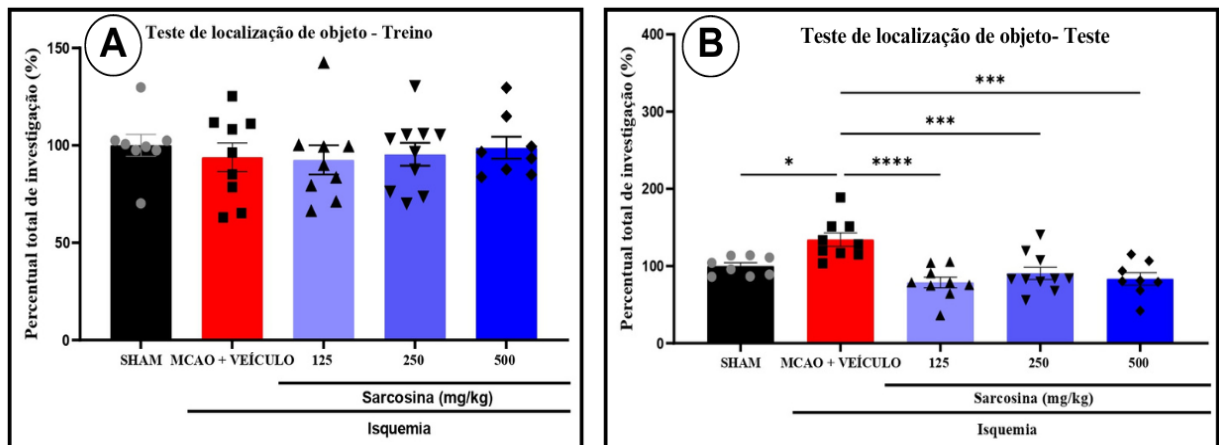 A
Teste de localização de objeto - Treino
Percentual total de investigação (%)
150
100
50
0
SHAM MCAO + VEÍCULO 125 250 500
Sarcosina (mg/kg)
Isquemia
B
Teste de localização de objeto- Teste
Percentual total de investigação (%)
400
300
200
100
0
***
***
* ****
SHAM MCAO + VEÍCULO 125 250 500
Sarcosina (mg/kg)
Isquemia